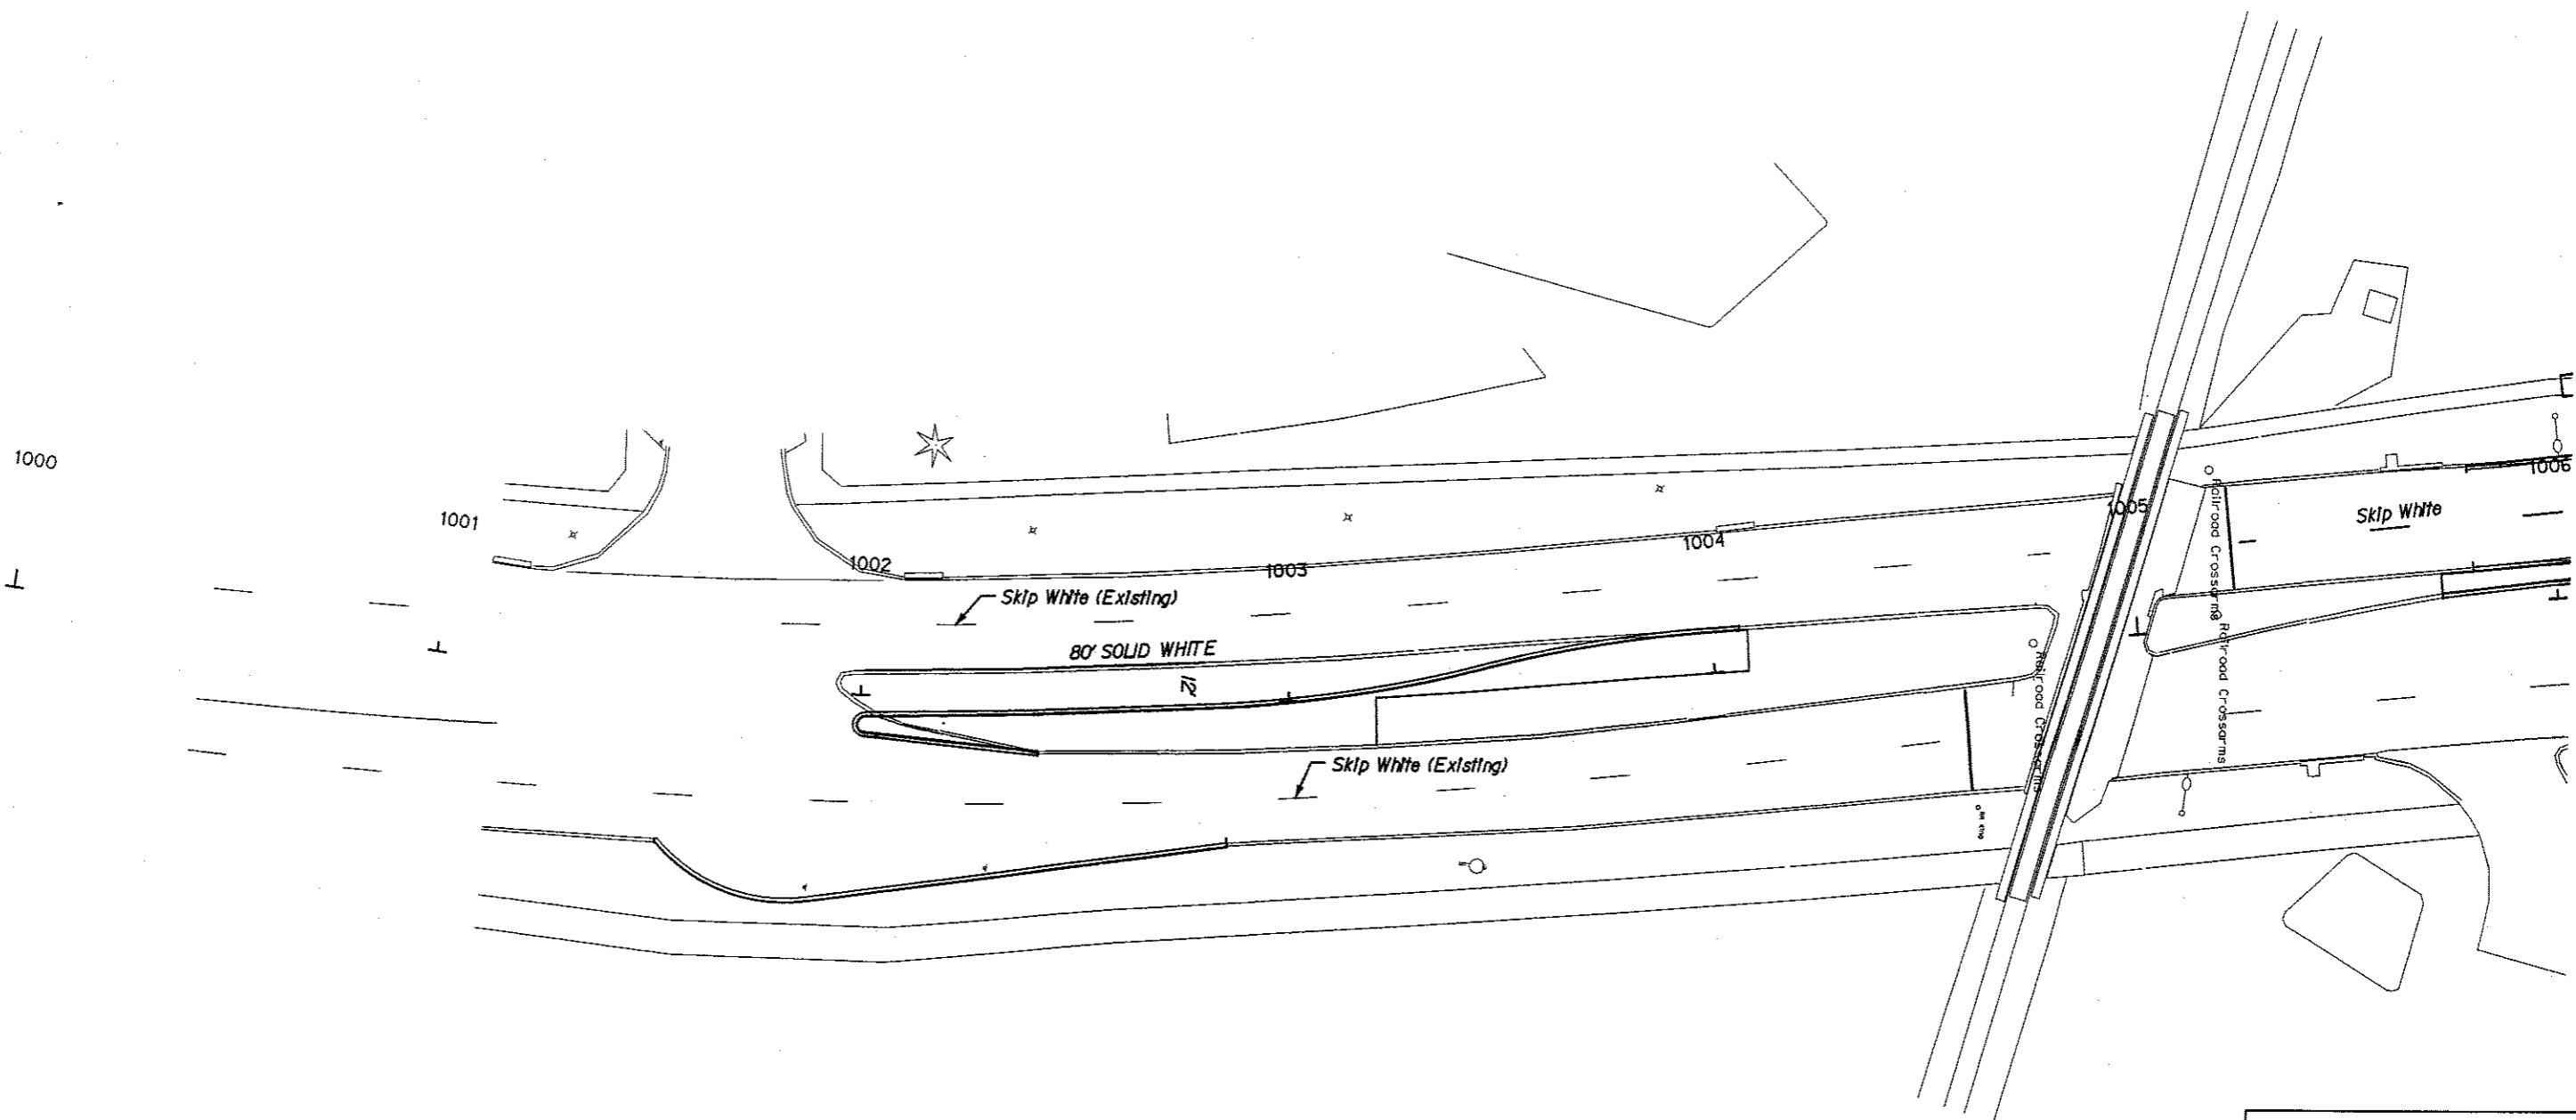 1000
1001
1002
1003
1004
1005
1006
Skip White
Skip White (Existing)
80' SOLID WHITE
12
Skip White (Existing)
Railroad Crossarms
Railroad Crossarms
Railroad Crossarms